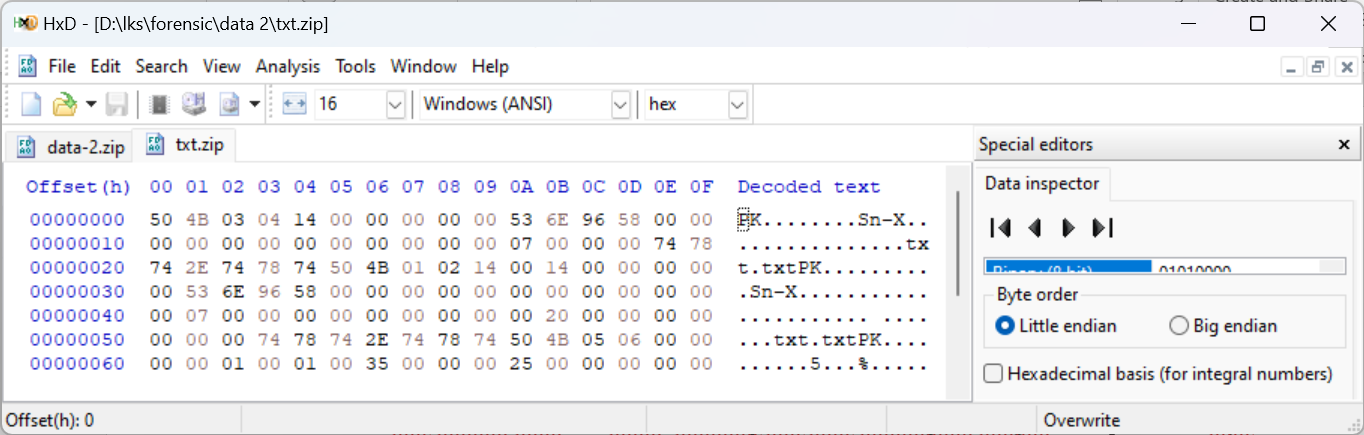 HxD - [D:\lks\forensic\data 2\txt.zip]
File Edit Search View Analysis Tools Window Help
16 Windows (ANSI) hex
data-2.zip txt.zip
Offset(h) 00 01 02 03 04 05 06 07 08 09 0A 0B 0C 0D 0E 0F Decoded text
00000000 50 4B 03 04 14 00 00 00 00 00 53 6E 96 58 00 00 PK........Sn–X..
00000010 00 00 00 00 00 00 00 00 00 00 07 00 00 00 74 78 ..............tx
00000020 74 2E 74 78 74 50 4B 01 02 14 00 14 00 00 00 00 t.txtPK.........
00000030 00 53 6E 96 58 00 00 00 00 00 00 00 00 00 00 00 .Sn–X...........
00000040 00 07 00 00 00 00 00 00 00 00 00 20 00 00 00 00 ........... ....
00000050 00 00 00 74 78 74 2E 74 78 74 50 4B 05 06 00 00 ...txt.txtPK....
00000060 00 00 01 00 01 00 35 00 00 00 25 00 00 00 00 00 ......5...%.....
Special editors
Data inspector
Binary (8 bit) 01010000
Byte order
Little endian Big endian
Hexadecimal basis (for integral numbers)
Offset(h): 0 Overwrite